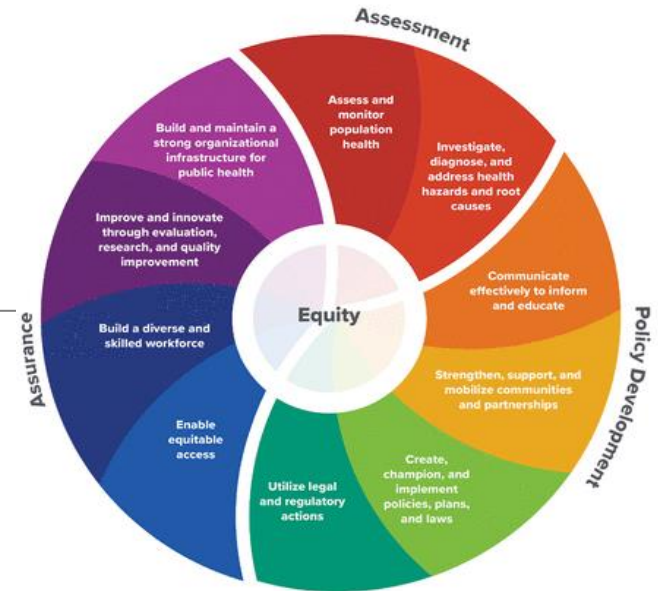 Assessment
Assess and
monitor
population
health
Investigate,
diagnose, and
address health
hazards and root
causes
Communicate
effectively to inform
and educate
Strengthen, support, and
mobilize communities
and partnerships
Policy Development
Create,
champion, and
implement
policies, plans,
and laws
Utilize legal
and regulatory
actions
Enable
equitable
access
Build a diverse and
skilled workforce
Assurance
Improve and innovate
through evaluation,
research, and quality
improvement
Build and maintain a
strong organizational
infrastructure for
public health
Equity